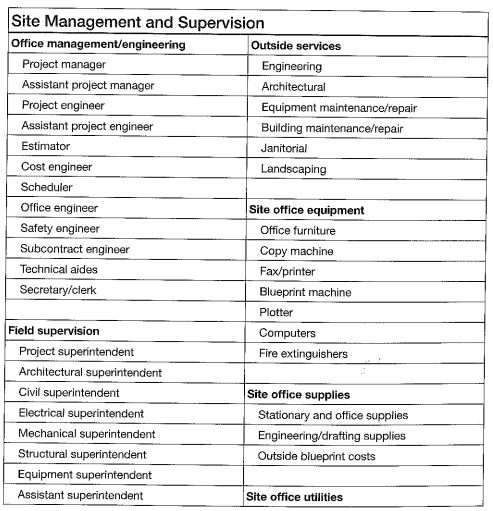 Site Management and Supervision
Office management/engineering
Project manager
Assistant project manager
Project engineer
Assistant project engineer
Estimator
Cost engineer
Scheduler
Office engineer
Safety engineer
Subcontract engineer
Technical aides
Secretary/clerk
Field supervision
Project superintendent
Architectural superintendent
Civil superintendent
Electrical superintendent
Mechanical superintendent
Structural superintendent
Equipment superintendent
Assistant superintendent
Outside services
Engineering
Architectural
Equipment maintenance/repair
Building maintenance/repair
Janitorial
Landscaping
Site office equipment
Office furniture
Copy machine
Fax/printer
Blueprint machine
Plotter
Computers
Fire extinguishers
Site office supplies
Stationary and office supplies
Engineering/drafting supplies
Outside blueprint costs
Site office utilities